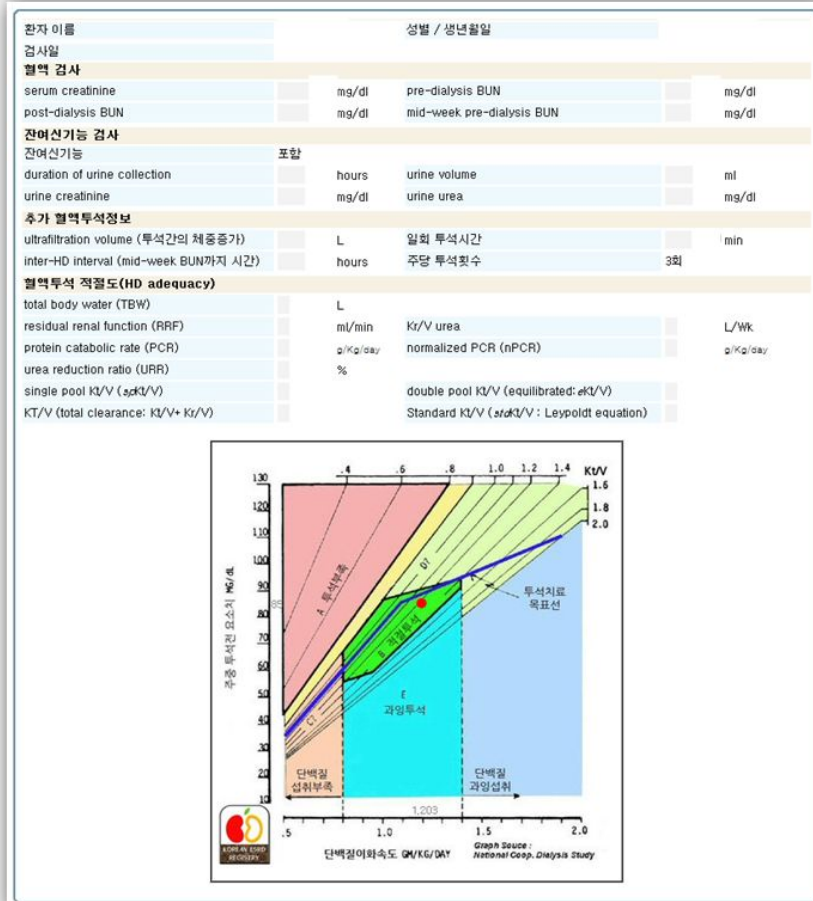 환자 이름 성별 / 생년월일
검사일
혈액 검사
serum creatinine mg/dl pre-dialysis BUN mg/dl
post-dialysis BUN mg/dl mid-week pre-dialysis BUN mg/dl
잔여신기능 검사
잔여신기능 포함
duration of urine collection hours urine volume ml
urine creatinine mg/dl urine urea mg/dl
추가 혈액투석정보
ultrafiltration volume (투석간의 체중증가) L 일회 투석시간 min
inter-HD interval (mid-week BUN까지 시간) hours 주당 투석횟수 3회
혈액투석 적절도(HD adequacy)
total body water (TBW) L
residual renal function (RRF) ml/min Kr/V urea L/Wk
protein catabolic rate (PCR) g/Kg/day normalized PCR (nPCR) g/Kg/day
urea reduction ratio (URR) %
single pool Kt/V (spKt/V) double pool Kt/V (equilibrated: eKt/V)
KT/V (total clearance: Kt/V+ Kr/V) Standard Kt/V (stdKt/V : Leypoldt equation)
.4 .6 .8 1.0 1.2 1.4 Kt/V
1.6
1.8
2.0
130
120
110
100
90
80
70
60
50
40
30
20
10
85
주중 투석전 요소치 MG/dL
A 투석부족
D?
B 적절투석
C?
투석치료
목표선
E
과잉투석
단백질
섭취부족
단백질
과잉섭취
1,203
.5 1.0 1.5 2.0
단백질이화속도 GM/KG/DAY
Graph Souce :
National Coop. Dialysis Study
KOREAN ESRD
REGISTRY